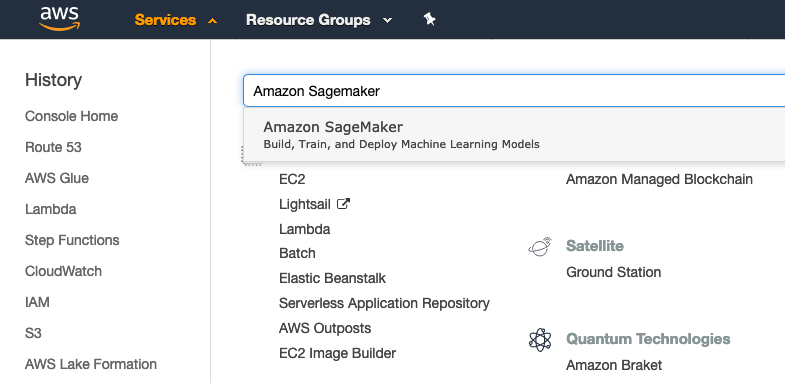 aws
Services
Resource Groups
History
Console Home
Route 53
AWS Glue
Lambda
Step Functions
CloudWatch
IAM
S3
AWS Lake Formation
Amazon Sagemaker
Amazon SageMaker
Build, Train, and Deploy Machine Learning Models
EC2
Lightsail
Lambda
Batch
Elastic Beanstalk
Serverless Application Repository
AWS Outposts
EC2 Image Builder
Amazon Managed Blockchain
Satellite
Ground Station
Quantum Technologies
Amazon Braket